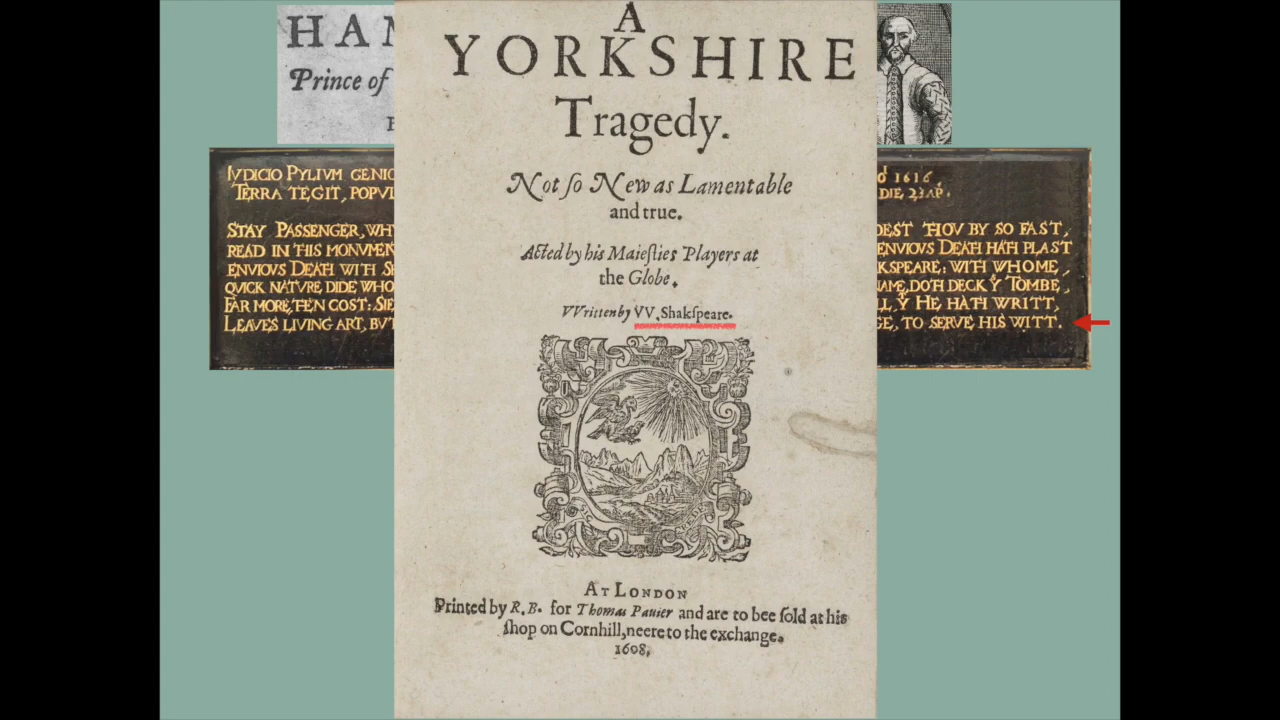 HAM
Prince of
A
YORKSHIRE
Tragedy.
Not ſo New as Lamentable
and true.
Acted by his Maieſties Players at
the Globe.
VVritten by VV. Shakſpeare.
AT LONDON
Printed by R. B. for Thomas Pauier and are to bee ſold at his
ſhop on Cornhill, neere to the exchange.
1608.
IVDICIO PYLIVM GENIO
TERRA TEGIT, POPVL
STAY PASSENGER, WHY
READ IN THIS MONVMEN
ENVIOVS DEATH WITH SH
QVICK NATVRE DIDE WHO
FAR MORE, THEN COST: SIE
LEAVES LIVING ART, BVT
1616
DIE 23 AP.
DEST THOV BY SO FAST,
ENVIOVS DEATH HATH PLAST
KSPEARE: WITH WHOME,
AME, DOTH DECK Y TOMBE,
LL, Y HE HATH WRITT,
GE, TO SERVE HIS WITT.